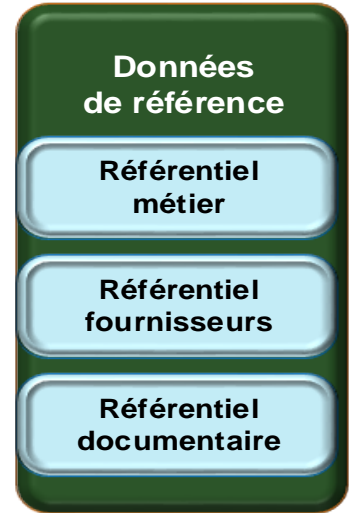 Données
de référence
Référentiel
métier
Référentiel
fournisseurs
Référentiel
documentaire